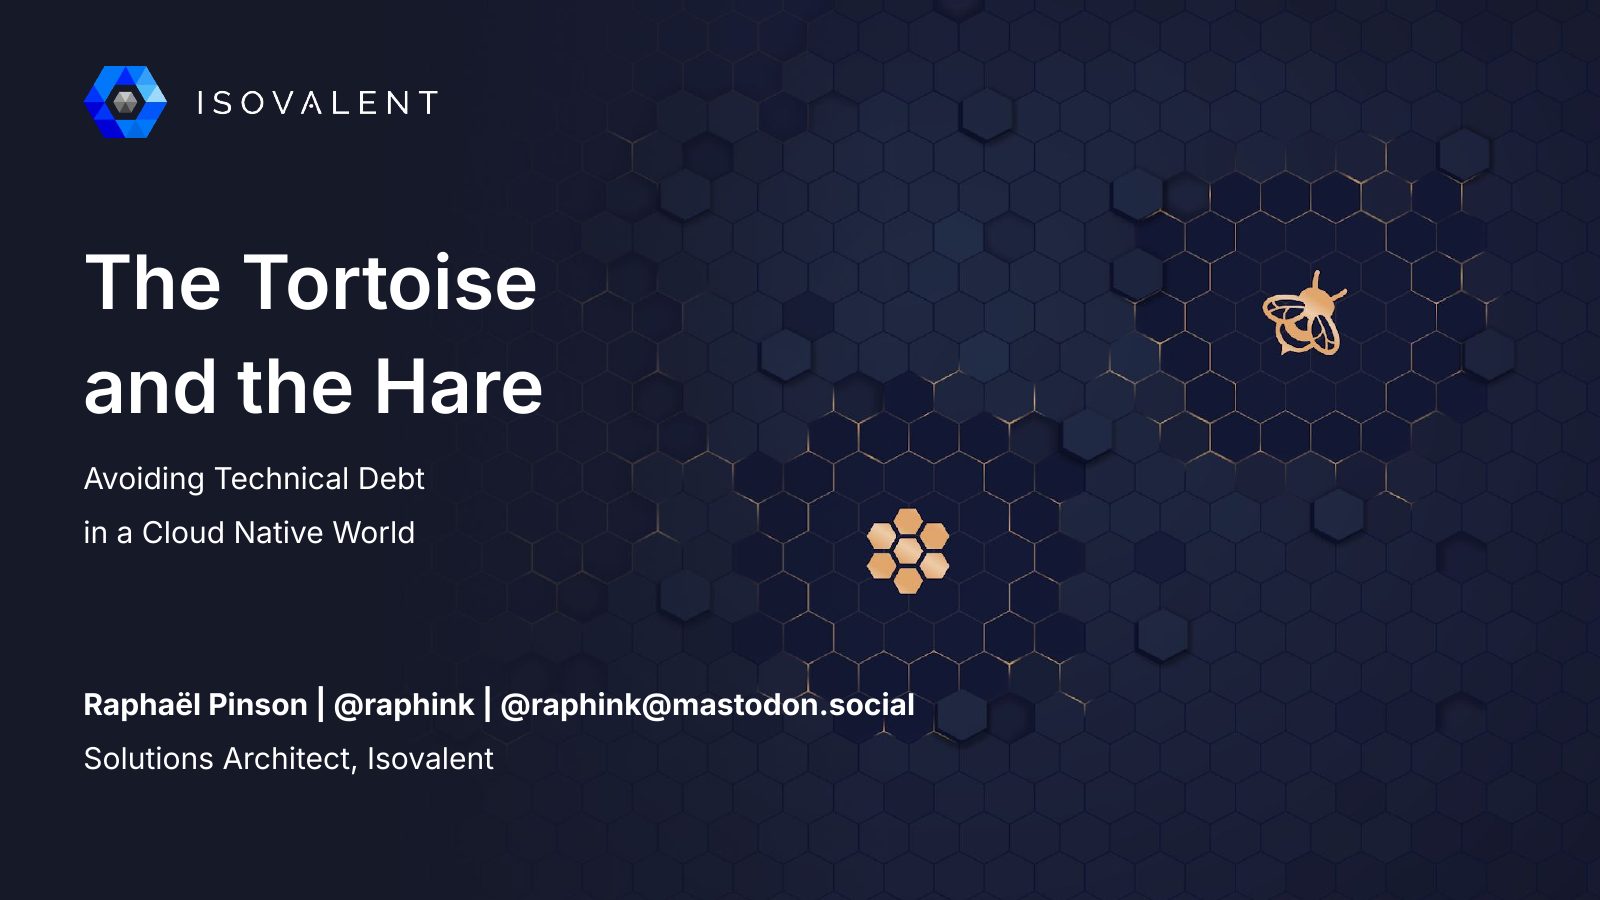 ISOVALENT
The Tortoise
and the Hare
Avoiding Technical Debt
in a Cloud Native World
Raphaël Pinson | @raphink | @raphink@mastodon.social
Solutions Architect, Isovalent